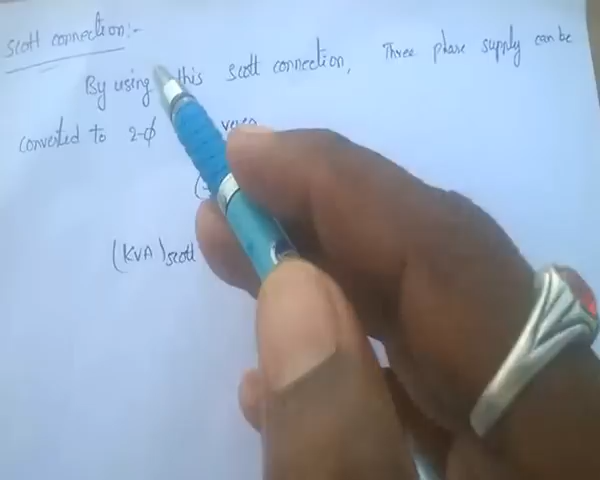 Scott connection:-
By using this scott connection, Three phase supply can be
converted to 2-ϕ
(KVA)scott